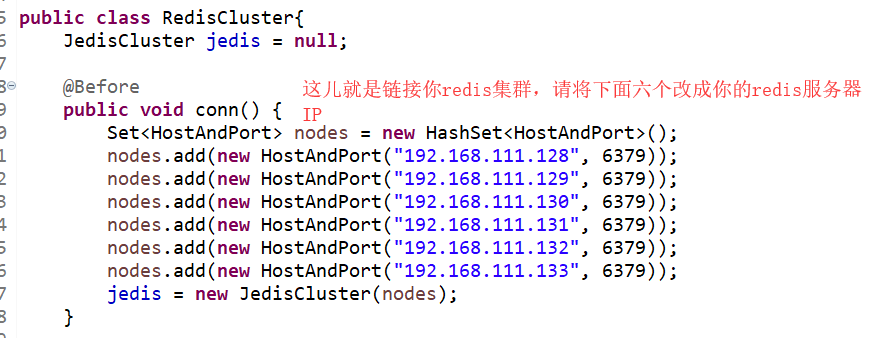 5 public class RedisCluster{
6 JedisCluster jedis = null;
7
8 @Before
这儿就是链接你redis集群，请将下面六个改成你的redis服务器
IP
9 public void conn() {
0 Set<HostAndPort> nodes = new HashSet<HostAndPort>();
1 nodes.add(new HostAndPort("192.168.111.128", 6379));
2 nodes.add(new HostAndPort("192.168.111.129", 6379));
3 nodes.add(new HostAndPort("192.168.111.130", 6379));
4 nodes.add(new HostAndPort("192.168.111.131", 6379));
5 nodes.add(new HostAndPort("192.168.111.132", 6379));
6 nodes.add(new HostAndPort("192.168.111.133", 6379));
7 jedis = new JedisCluster(nodes);
8 }